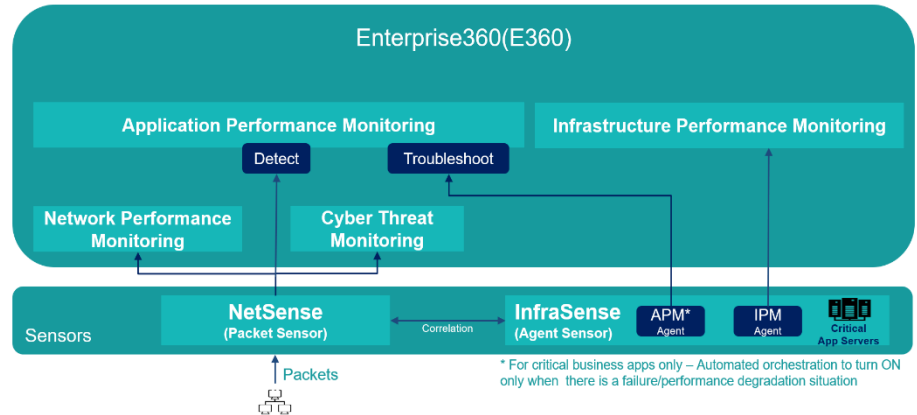 Enterprise360(E360)
Application Performance Monitoring
Infrastructure Performance Monitoring
Detect
Troubleshoot
Network Performance
Monitoring
Cyber Threat
Monitoring
Sensors
NetSense
(Packet Sensor)
Correlation
InfraSense
(Agent Sensor)
APM*
Agent
IPM
Agent
Critical
App Servers
Packets
* For critical business apps only – Automated orchestration to turn ON
only when there is a failure/performance degradation situation